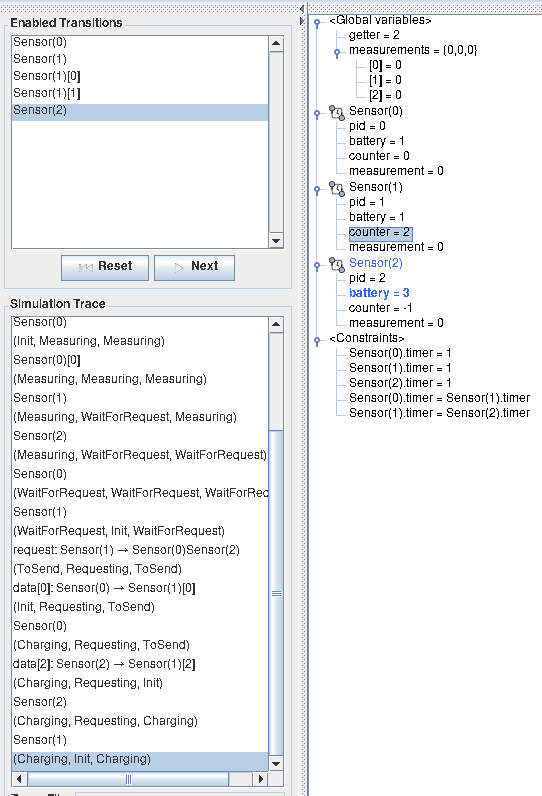 Enabled Transitions
Sensor(0)
Sensor(1)
Sensor(1)[0]
Sensor(1)[1]
Sensor(2)
Reset
Next
Simulation Trace
Sensor(0)
(Init, Measuring, Measuring)
Sensor(0)[0]
(Measuring, Measuring, Measuring)
Sensor(1)
(Measuring, WaitForRequest, Measuring)
Sensor(2)
(Measuring, WaitForRequest, WaitForRequest)
Sensor(0)
(WaitForRequest, WaitForRequest, WaitForReq
Sensor(1)
(WaitForRequest, Init, WaitForRequest)
request: Sensor(1) → Sensor(0)Sensor(2)
(ToSend, Requesting, ToSend)
data[0]: Sensor(0) → Sensor(1)[0]
(Init, Requesting, ToSend)
Sensor(0)
(Charging, Requesting, ToSend)
data[2]: Sensor(2) → Sensor(1)[2]
(Charging, Requesting, Init)
Sensor(2)
(Charging, Requesting, Charging)
Sensor(1)
(Charging, Init, Charging)
<Global variables>
getter = 2
measurements = {0,0,0}
[0] = 0
[1] = 0
[2] = 0
Sensor(0)
pid = 0
battery = 1
counter = 0
measurement = 0
Sensor(1)
pid = 1
battery = 1
counter = 2
measurement = 0
Sensor(2)
pid = 2
battery = 3
counter = -1
measurement = 0
<Constraints>
Sensor(0).timer = 1
Sensor(1).timer = 1
Sensor(2).timer = 1
Sensor(0).timer = Sensor(1).timer
Sensor(1).timer = Sensor(2).timer